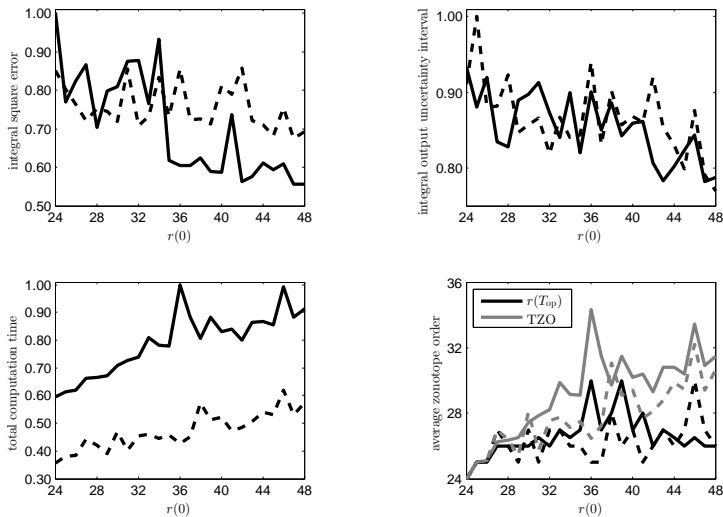 integral square error
1.00
0.90
0.80
0.70
0.60
0.50
24 28 32 36 40 44 48
r(0)
integral output uncertainty interval
1.00
0.90
0.80
24 28 32 36 40 44 48
r(0)
total computation time
1.00
0.90
0.80
0.70
0.60
0.50
0.40
0.30
24 28 32 36 40 44 48
r(0)
average zonotope order
36
32
28
24
r(T_op)
TZO
24 28 32 36 40 44 48
r(0)